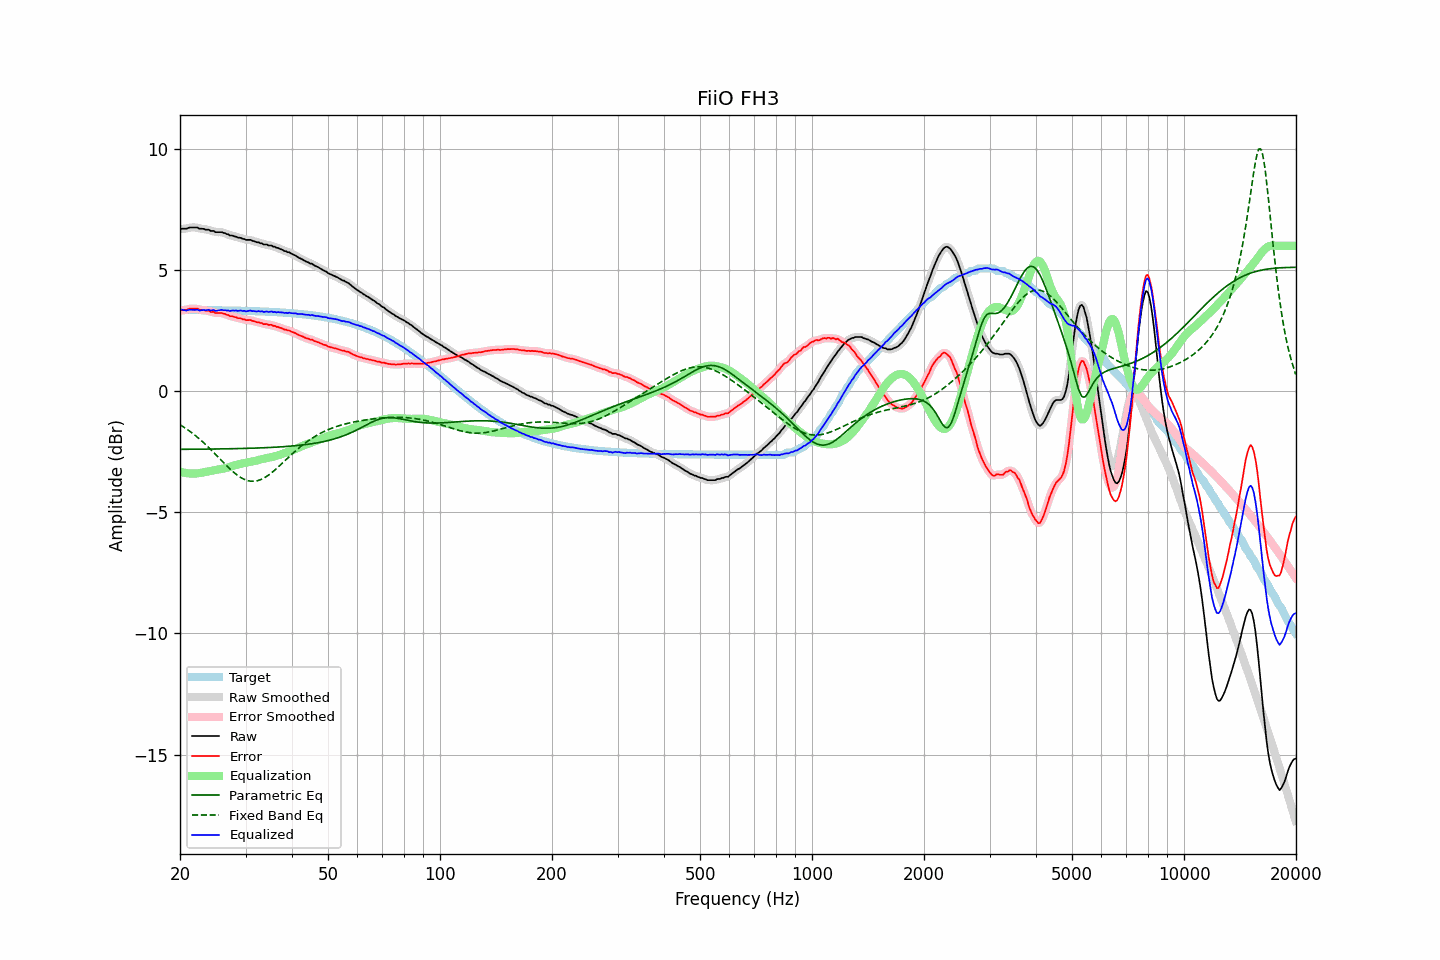 FiiO FH3
Amplitude (dBr)
10
5
0
−5
−10
−15
Target
Raw Smoothed
Error Smoothed
Raw
Error
Equalization
Parametric Eq
Fixed Band Eq
Equalized
20 50 100 200 500 1000 2000 5000 10000 20000
Frequency (Hz)